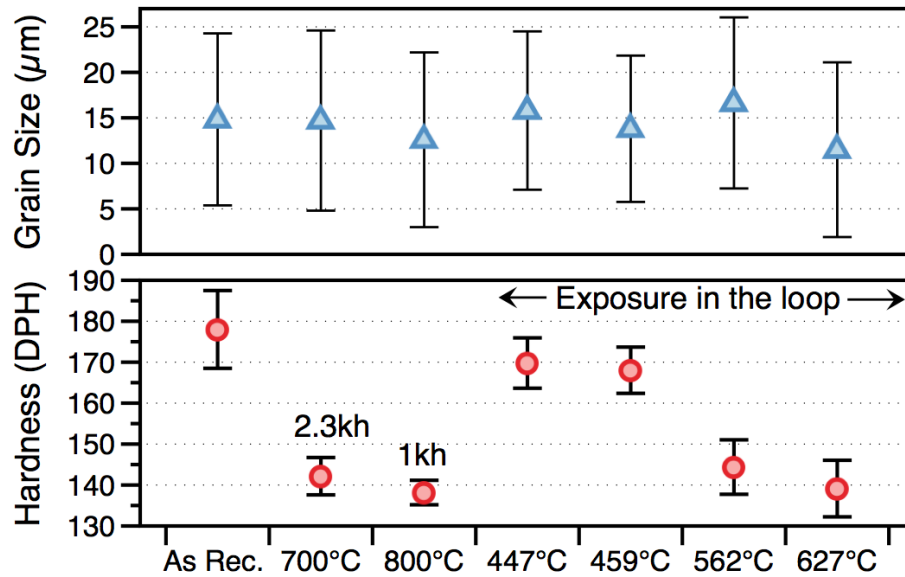 Grain Size (μm)
25
20
15
10
5
0
Hardness (DPH)
190
180
170
160
150
140
130
Exposure in the loop
2.3kh
1kh
As Rec. 700°C 800°C 447°C 459°C 562°C 627°C